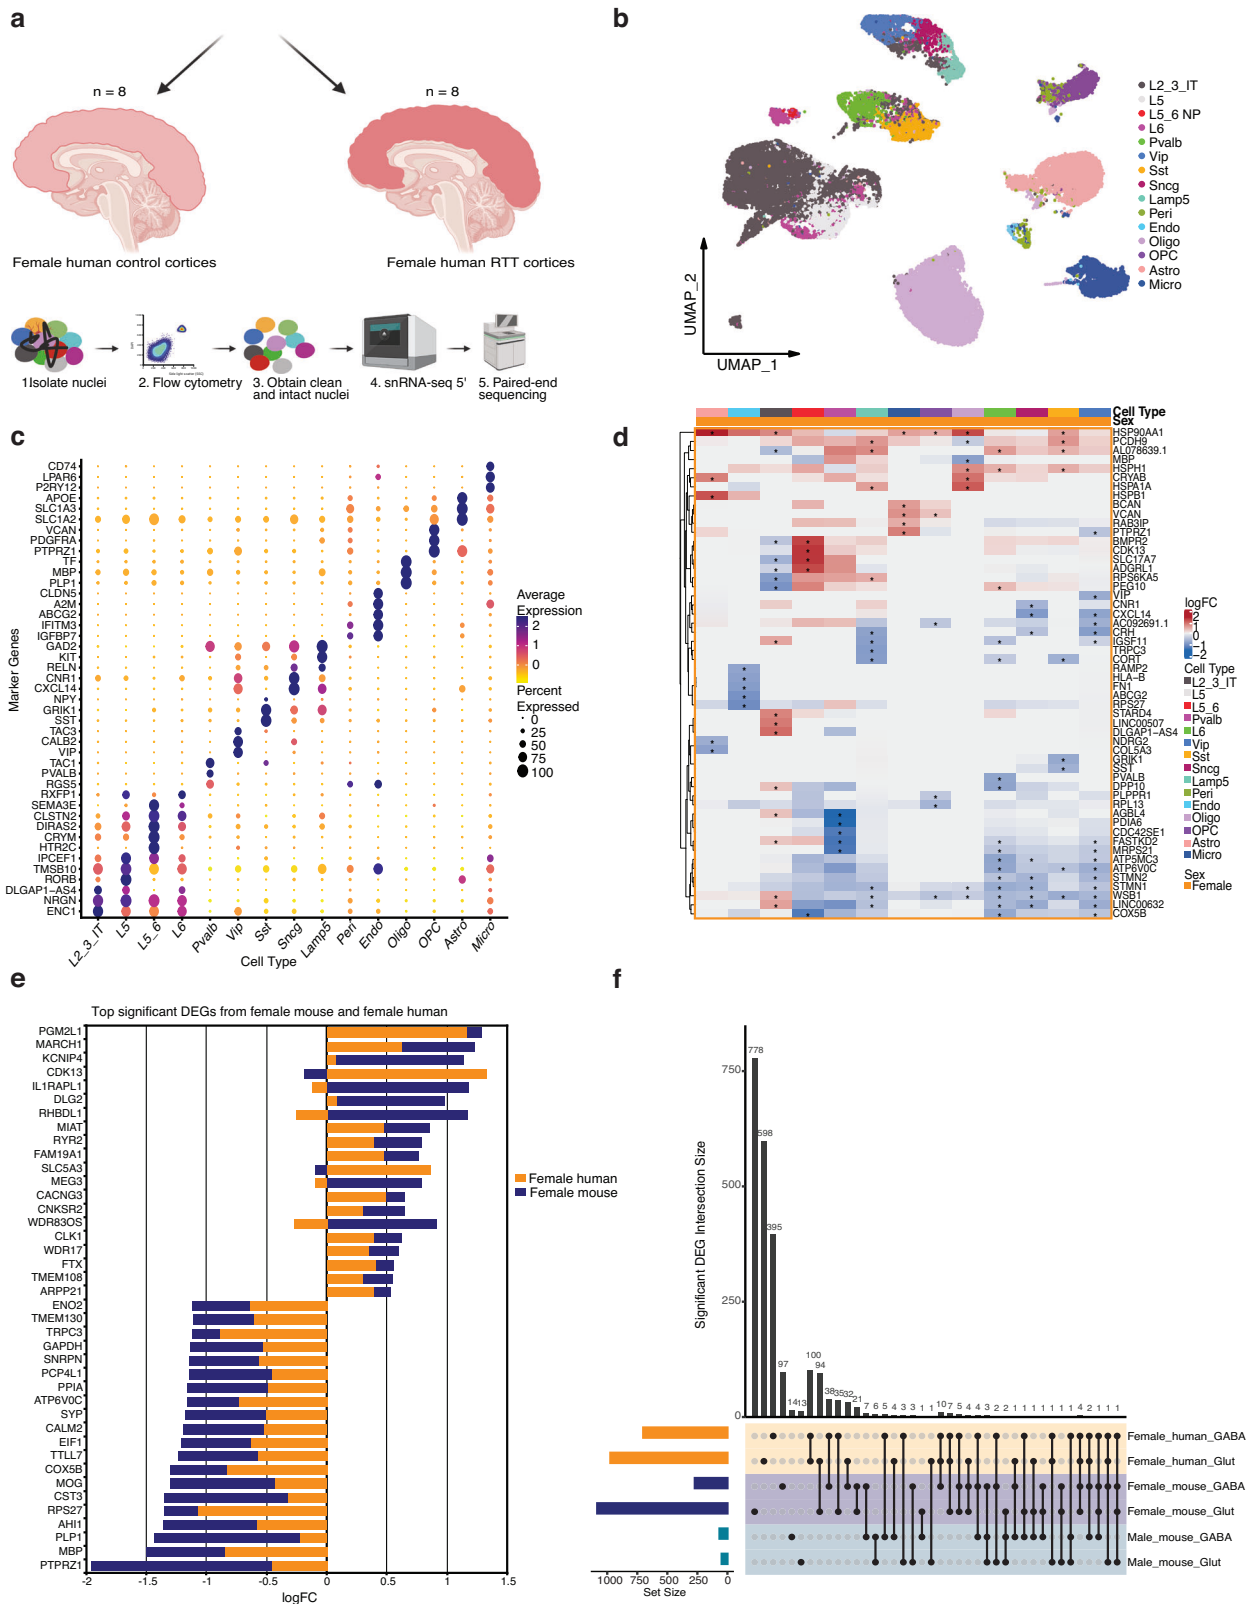 a
n = 8
n = 8
Female human control cortices
Female human RTT cortices
1Isolate nuclei
2. Flow cytometry
3. Obtain clean
and intact nuclei
4. snRNA-seq 5'
5. Paired-end
sequencing
b
UMAP_2
UMAP_1
L2_3_IT
L5
L5_6 NP
L6
Pvalb
Vip
Sst
Sncg
Lamp5
Peri
Endo
Oligo
OPC
Astro
Micro
c
Marker Genes
CD74
LPAR6
P2RY12
APOE
SLC1A3
SLC1A2
VCAN
PDGFRA
PTPRZ1
TF
MBP
PLP1
CLDN5
A2M
ABCG2
IFITM3
IGFBP7
GAD2
KIT
RELN
CNR1
CXCL14
NPY
GRIK1
SST
TAC3
CALB2
VIP
TAC1
PVALB
RGS5
RXFP1
SEMA3E
CLSTN2
DIRAS2
CRYM
HTR2C
IPCEF1
TMSB10
RORB
DLGAP1-AS4
NRGN
ENC1
L2_3_IT
L5
L5_6
L6
Pvalb
Vip
Sst
Sncg
Lamp5
Peri
Endo
Oligo
OPC
Astro
Micro
Cell Type
Average
Expression
2
1
0
Percent
Expressed
0
25
50
75
100
d
Cell Type
Sex
HSP90AA1
PCDH9
AL078639.1
MBP
HSPH1
CRYAB
HSPA1A
HSPB1
BCAN
VCAN
RAB3IP
PTPRZ1
BMPR2
CDK13
SLC17A7
ADGRL1
RPS6KA5
PEG10
VIP
CNR1
CXCL14
AC092691.1
CRH
IGSF11
TRPC3
CORT
RAMP2
HLA-B
FN1
ABCG2
RPS27
STARD4
LINC00507
DLGAP1-AS4
NDRG2
COL5A3
GRIK1
SST
PVALB
DPP10
PLPPR1
RPL13
AGBL4
PDIA6
CDC42SE1
FASTKD2
MRPS21
ATP5MC3
ATP6V0C
STMN2
STMN1
WSB1
LINC00632
COX5B
logFC
2
1
0
-1
-2
Cell Type
L2_3_IT
L5
L5_6
Pvalb
L6
Vip
Sst
Sncg
Lamp5
Peri
Endo
Oligo
OPC
Astro
Micro
Sex
Female
e
Top significant DEGs from female mouse and female human
PGM2L1
MARCH1
KCNIP4
CDK13
IL1RAPL1
DLG2
RHBDL1
MIAT
RYR2
FAM19A1
SLC5A3
MEG3
CACNG3
CNKSR2
WDR83OS
CLK1
WDR17
FTX
TMEM108
ARPP21
ENO2
TMEM130
TRPC3
GAPDH
SNRPN
PCP4L1
PPIA
ATP6V0C
SYP
CALM2
EIF1
TTLL7
COX5B
MOG
CST3
RPS27
AHI1
PLP1
MBP
PTPRZ1
-2 -1.5 -1 -0.5 0 0.5 1 1.5
logFC
Female human
Female mouse
f
Significant DEG Intersection Size
750
500
250
0
778 598 395 97 14 13 100 94 38 35 32 21 7 6 5 4 3 3 1 1 10 7 5 4 4 3 2 2 1 1 1 1 1 1 1 4 2 1 1 1
Female_human_GABA
Female_human_Glut
Female_mouse_GABA
Female_mouse_Glut
Male_mouse_GABA
Male_mouse_Glut
1000 750 500 250 0
Set Size